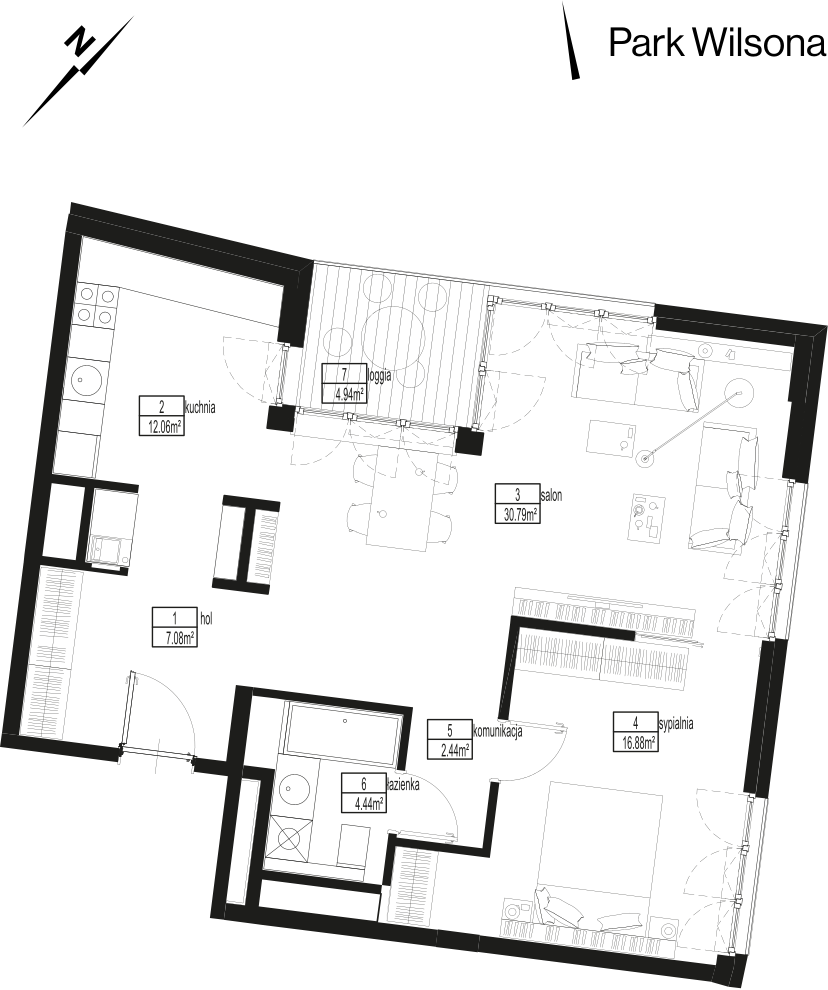 N
Park Wilsona
7 loggia
4.94m²
2 kuchnia
12.06m²
3 salon
30.79m²
1 hol
7.08m²
5 komunikacja
2.44m²
4 sypialnia
16.88m²
6 łazienka
4.44m²